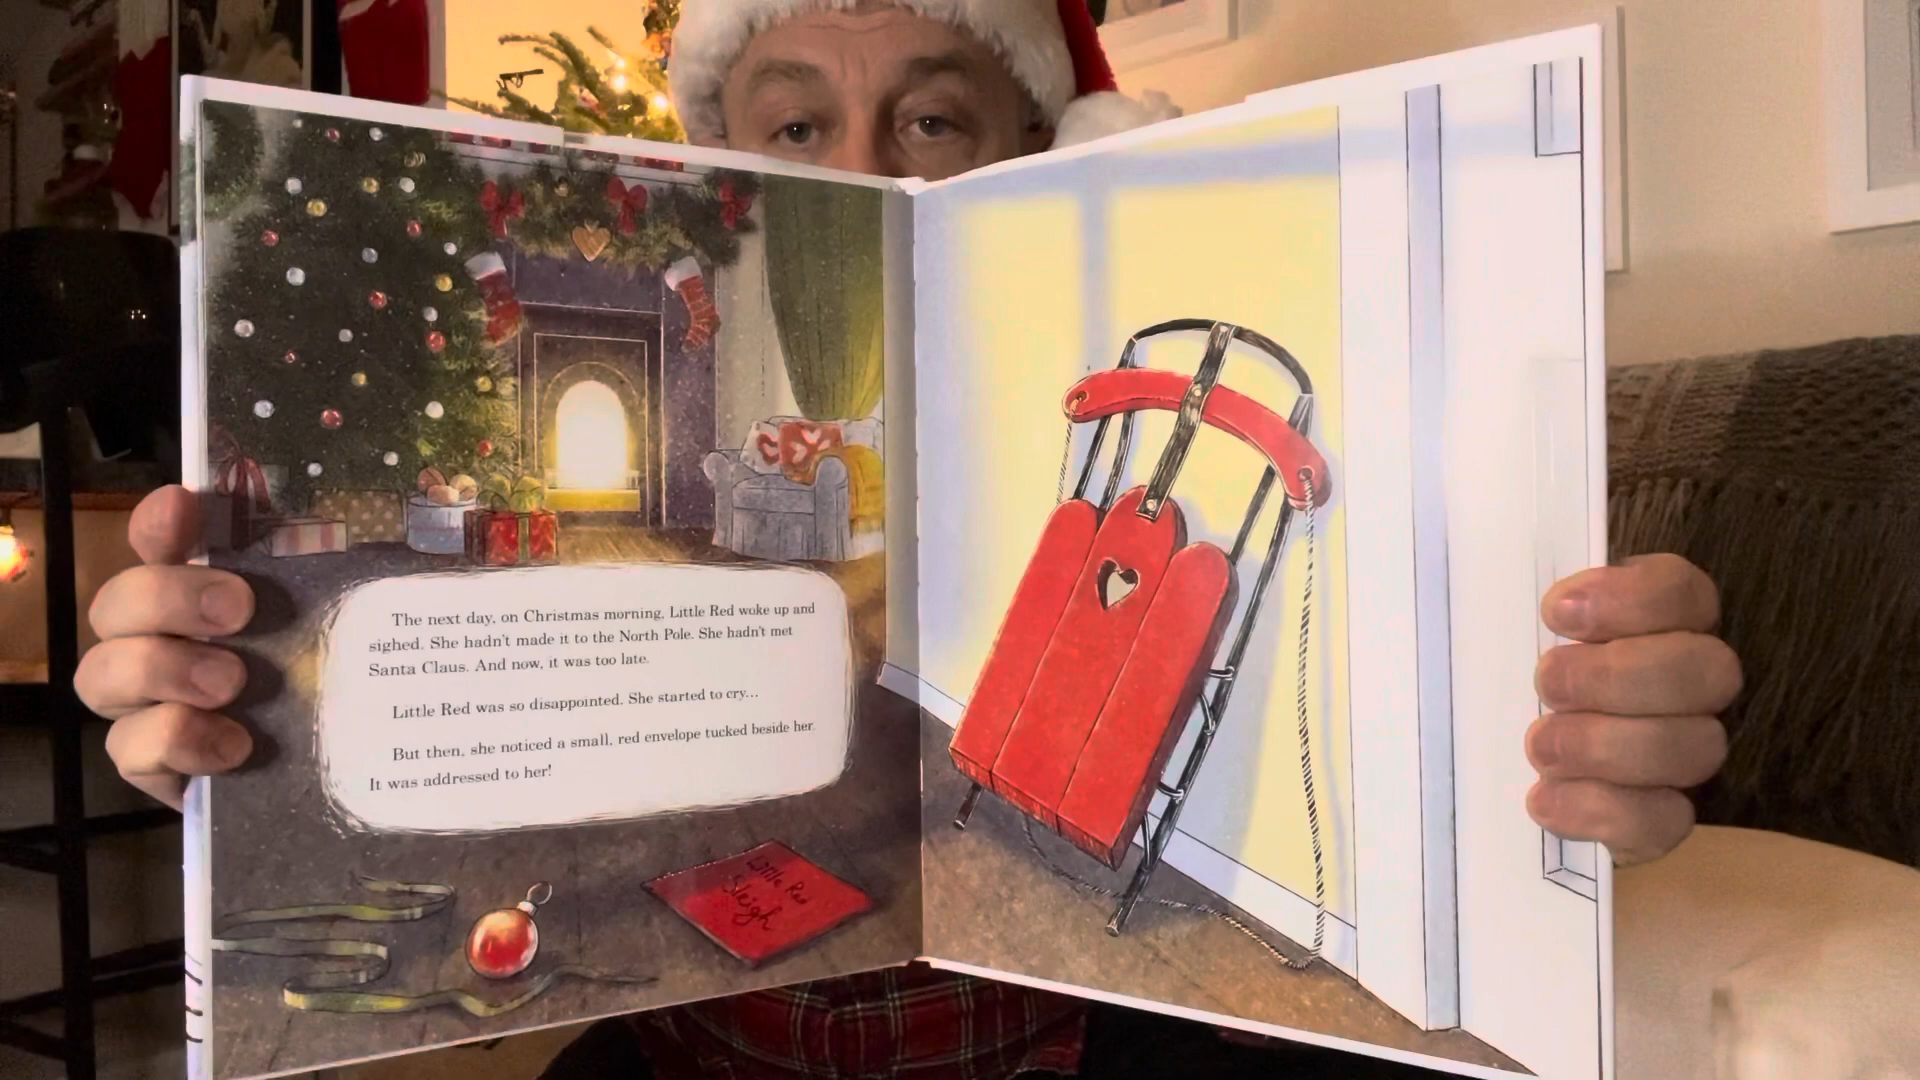 The next day, on Christmas morning, Little Red woke up and
sighed. She hadn't made it to the North Pole. She hadn't met
Santa Claus. And now, it was too late.
Little Red was so disappointed. She started to cry...
But then, she noticed a small, red envelope tucked beside her.
It was addressed to her!
Little Red
Sleigh